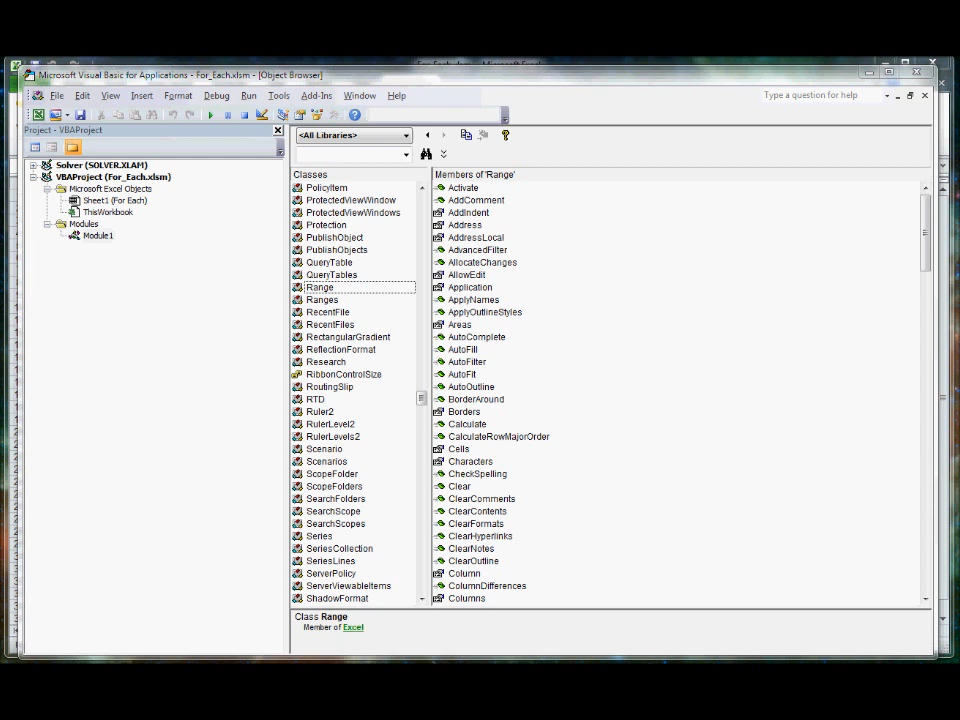 Microsoft Visual Basic for Applications - For_Each.xlsm - [Object Browser]
File Edit View Insert Format Debug Run Tools Add-Ins Window Help
Type a question for help
Project - VBAProject
Solver (SOLVER.XLAM)
VBAProject (For_Each.xlsm)
Microsoft Excel Objects
Sheet1 (For Each)
ThisWorkbook
Modules
Module1
<All Libraries>
Classes
PolicyItem
ProtectedViewWindow
ProtectedViewWindows
Protection
PublishObject
PublishObjects
QueryTable
QueryTables
Range
Ranges
RecentFile
RecentFiles
RectangularGradient
ReflectionFormat
Research
RibbonControlSize
RoutingSlip
RTD
Ruler2
RulerLevel2
RulerLevels2
Scenario
Scenarios
ScopeFolder
ScopeFolders
SearchFolders
SearchScope
SearchScopes
Series
SeriesCollection
SeriesLines
ServerPolicy
ServerViewableItems
ShadowFormat
Members of 'Range'
Activate
AddComment
AddIndent
Address
AddressLocal
AdvancedFilter
AllocateChanges
AllowEdit
Application
ApplyNames
ApplyOutlineStyles
Areas
AutoComplete
AutoFill
AutoFilter
AutoFit
AutoOutline
BorderAround
Borders
Calculate
CalculateRowMajorOrder
Cells
Characters
CheckSpelling
Clear
ClearComments
ClearContents
ClearFormats
ClearHyperlinks
ClearNotes
ClearOutline
Column
ColumnDifferences
Columns
Class Range
Member of Excel